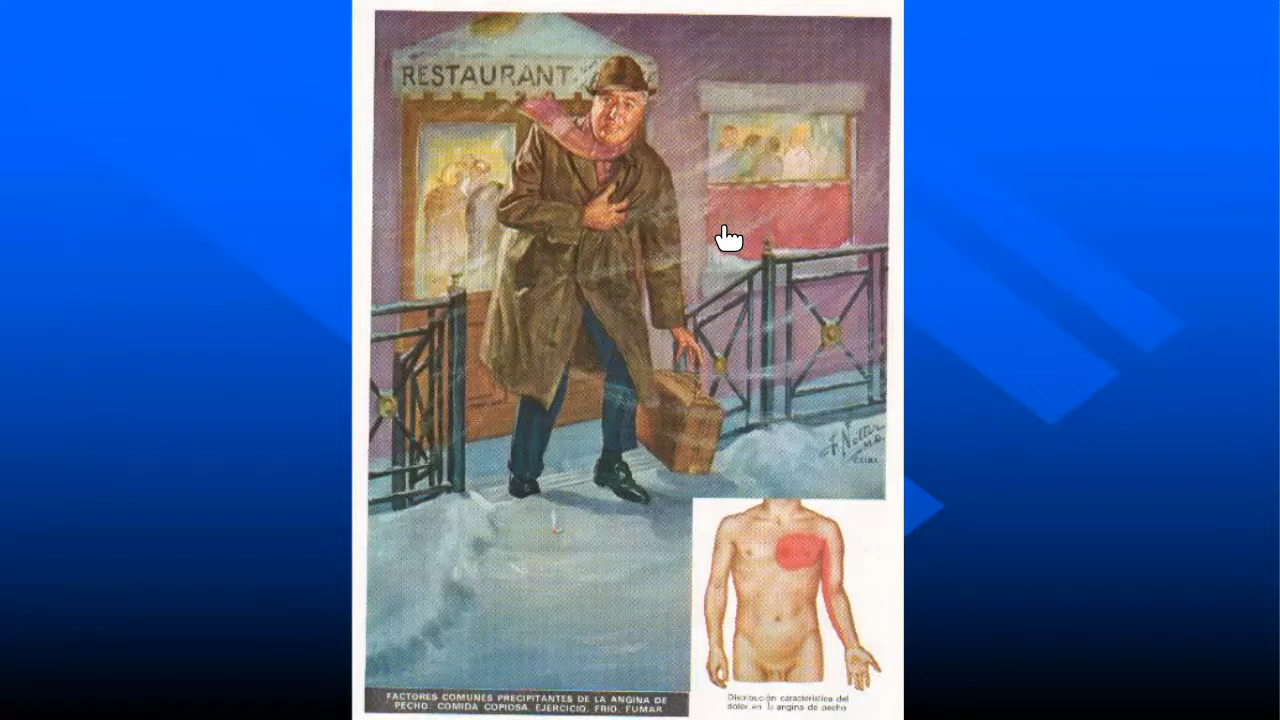 RESTAURANT
F. Netter
M.D.
FACTORES COMUNES PRECIPITANTES DE LA ANGINA DE
PECHO: COMIDA COPIOSA, EJERCICIO, FRIO, FUMAR
Distribución característica del
dolor en la angina de pecho